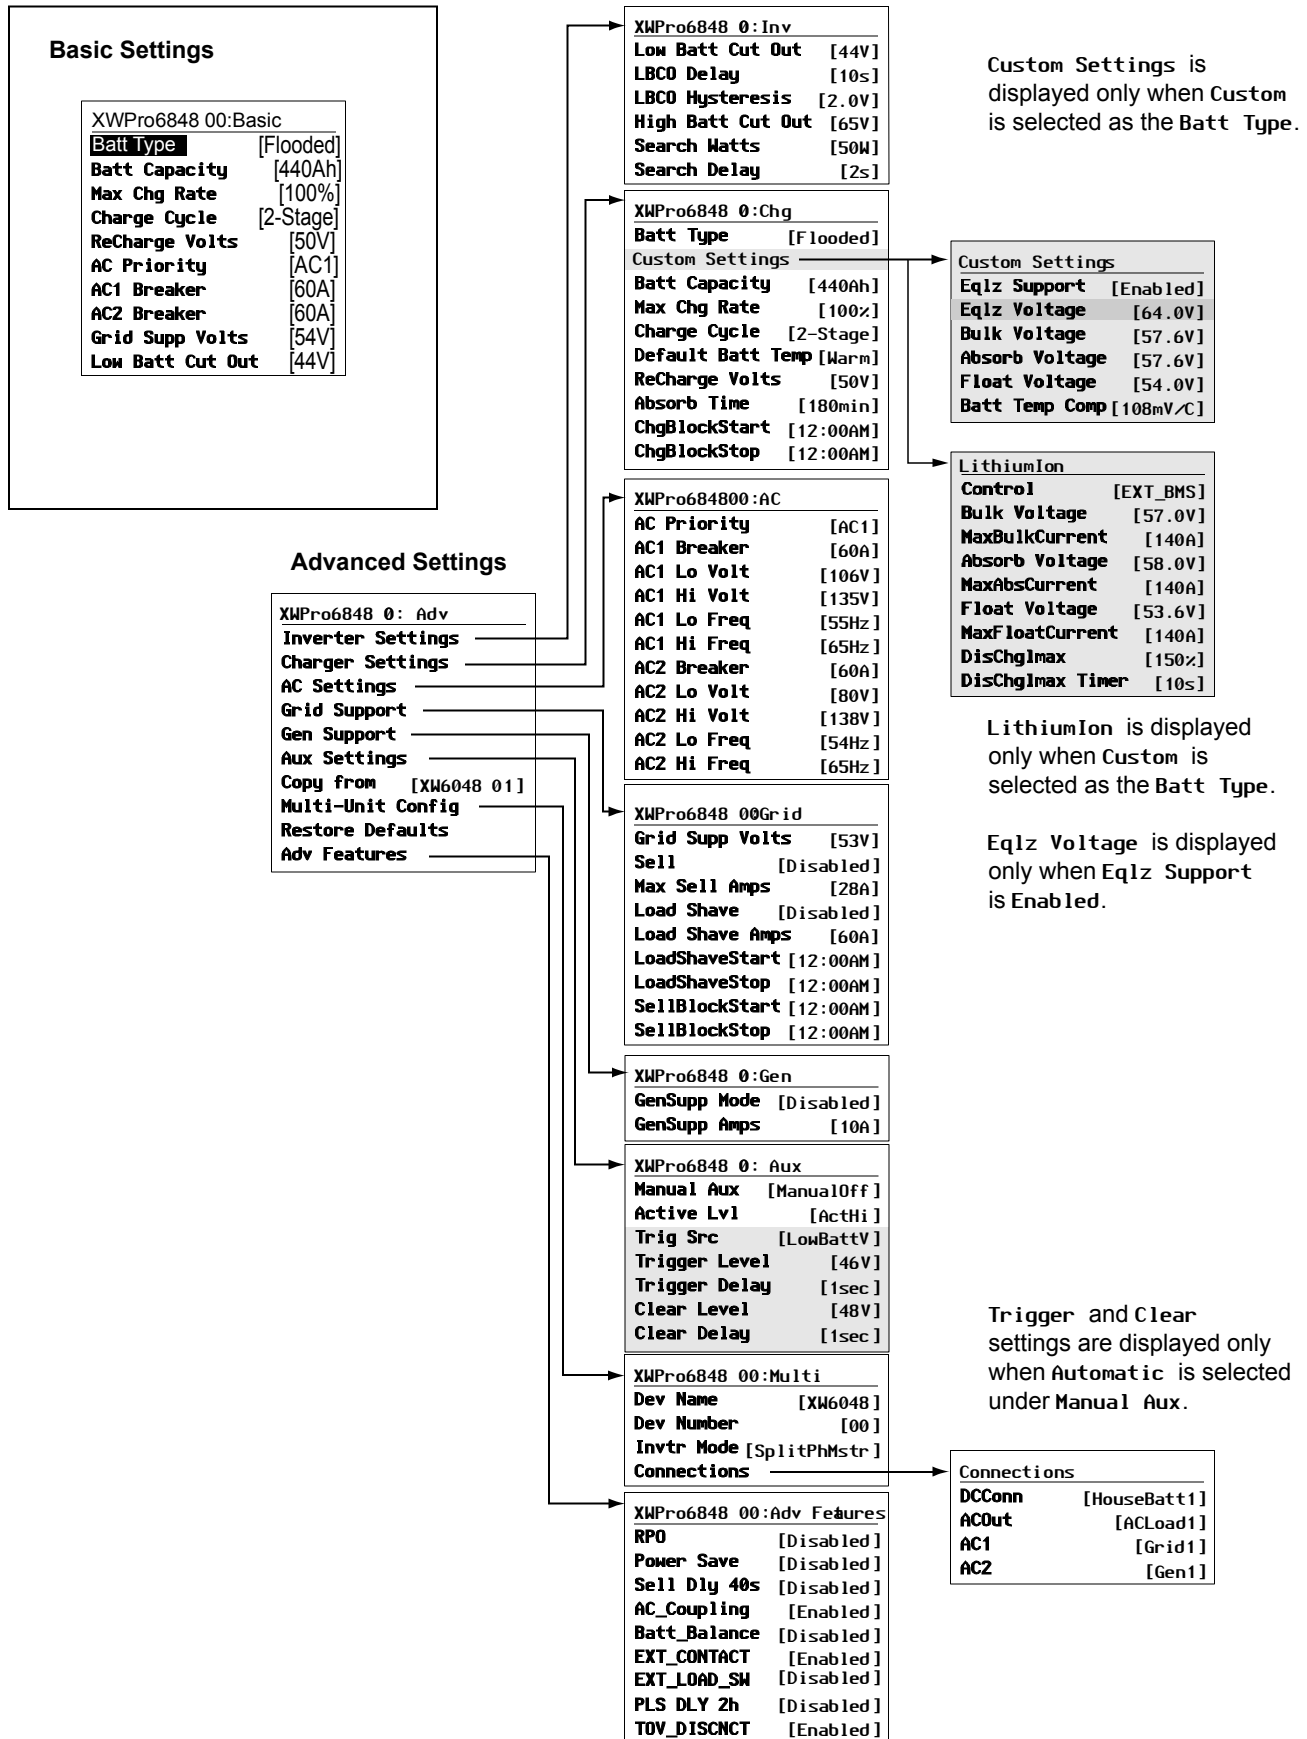 Basic Settings
XWPro6848 00:Basic
Batt Type [Flooded]
Batt Capacity [440Ah]
Max Chg Rate [100%]
Charge Cycle [2-Stage]
ReCharge Volts [50V]
AC Priority [AC1]
AC1 Breaker [60A]
AC2 Breaker [60A]
Grid Supp Volts [54V]
Low Batt Cut Out [44V]
Advanced Settings
XWPro6848 0: Adv
Inverter Settings
Charger Settings
AC Settings
Grid Support
Gen Support
Aux Settings
Copy from [XW6048 01]
Multi-Unit Config
Restore Defaults
Adv Features
XWPro6848 0:Inv
Low Batt Cut Out [44V]
LBCO Delay [10s]
LBCO Hysteresis [2.0V]
High Batt Cut Out [65V]
Search Watts [50W]
Search Delay [2s]
XWPro6848 0:Chg
Batt Type [Flooded]
Custom Settings
Batt Capacity [440Ah]
Max Chg Rate [100%]
Charge Cycle [2-Stage]
Default Batt Temp [Warm]
ReCharge Volts [50V]
Absorb Time [180min]
ChgBlockStart [12:00AM]
ChgBlockStop [12:00AM]
XWPro684800:AC
AC Priority [AC1]
AC1 Breaker [60A]
AC1 Lo Volt [106V]
AC1 Hi Volt [135V]
AC1 Lo Freq [55Hz]
AC1 Hi Freq [65Hz]
AC2 Breaker [60A]
AC2 Lo Volt [80V]
AC2 Hi Volt [138V]
AC2 Lo Freq [54Hz]
AC2 Hi Freq [65Hz]
XWPro6848 00:Grid
Grid Supp Volts [53V]
Sell [Disabled]
Max Sell Amps [28A]
Load Shave [Disabled]
Load Shave Amps [60A]
LoadShaveStart [12:00AM]
LoadShaveStop [12:00AM]
SellBlockStart [12:00AM]
SellBlockStop [12:00AM]
XWPro6848 0:Gen
GenSupp Mode [Disabled]
GenSupp Amps [10A]
XWPro6848 0: Aux
Manual Aux [ManualOff]
Active Lvl [ActHi]
Trig Src [LowBattV]
Trigger Level [46V]
Trigger Delay [1sec]
Clear Level [48V]
Clear Delay [1sec]
XWPro6848 00:Multi
Dev Name [XW6048]
Dev Number [00]
Invtr Mode [SplitPhMstr]
Connections
XWPro6848 00:Adv Features
RPO [Disabled]
Power Save [Disabled]
Sell Dly 40s [Disabled]
AC_Coupling [Enabled]
Batt_Balance [Disabled]
EXT_CONTACT [Enabled]
EXT_LOAD_SW [Disabled]
PLS DLY 2h [Disabled]
TOV_DISCNCT [Enabled]
Custom Settings is
displayed only when Custom
is selected as the Batt Type.
Custom Settings
Eqlz Support [Enabled]
Eqlz Voltage [64.0V]
Bulk Voltage [57.6V]
Absorb Voltage [57.6V]
Float Voltage [54.0V]
Batt Temp Comp [108mV/C]
LithiumIon
Control [EXT_BMS]
Bulk Voltage [57.0V]
MaxBulkCurrent [140A]
Absorb Voltage [58.0V]
MaxAbsCurrent [140A]
Float Voltage [53.6V]
MaxFloatCurrent [140A]
DisChgImax [150%]
DisChgImax Timer [10s]
LithiumIon is displayed
only when Custom is
selected as the Batt Type.
Eqlz Voltage is displayed
only when Eqlz Support
is Enabled.
Trigger and Clear
settings are displayed only
when Automatic is selected
under Manual Aux.
Connections
DCConn [HouseBatt1]
ACOut [ACLoad1]
AC1 [Grid1]
AC2 [Gen1]